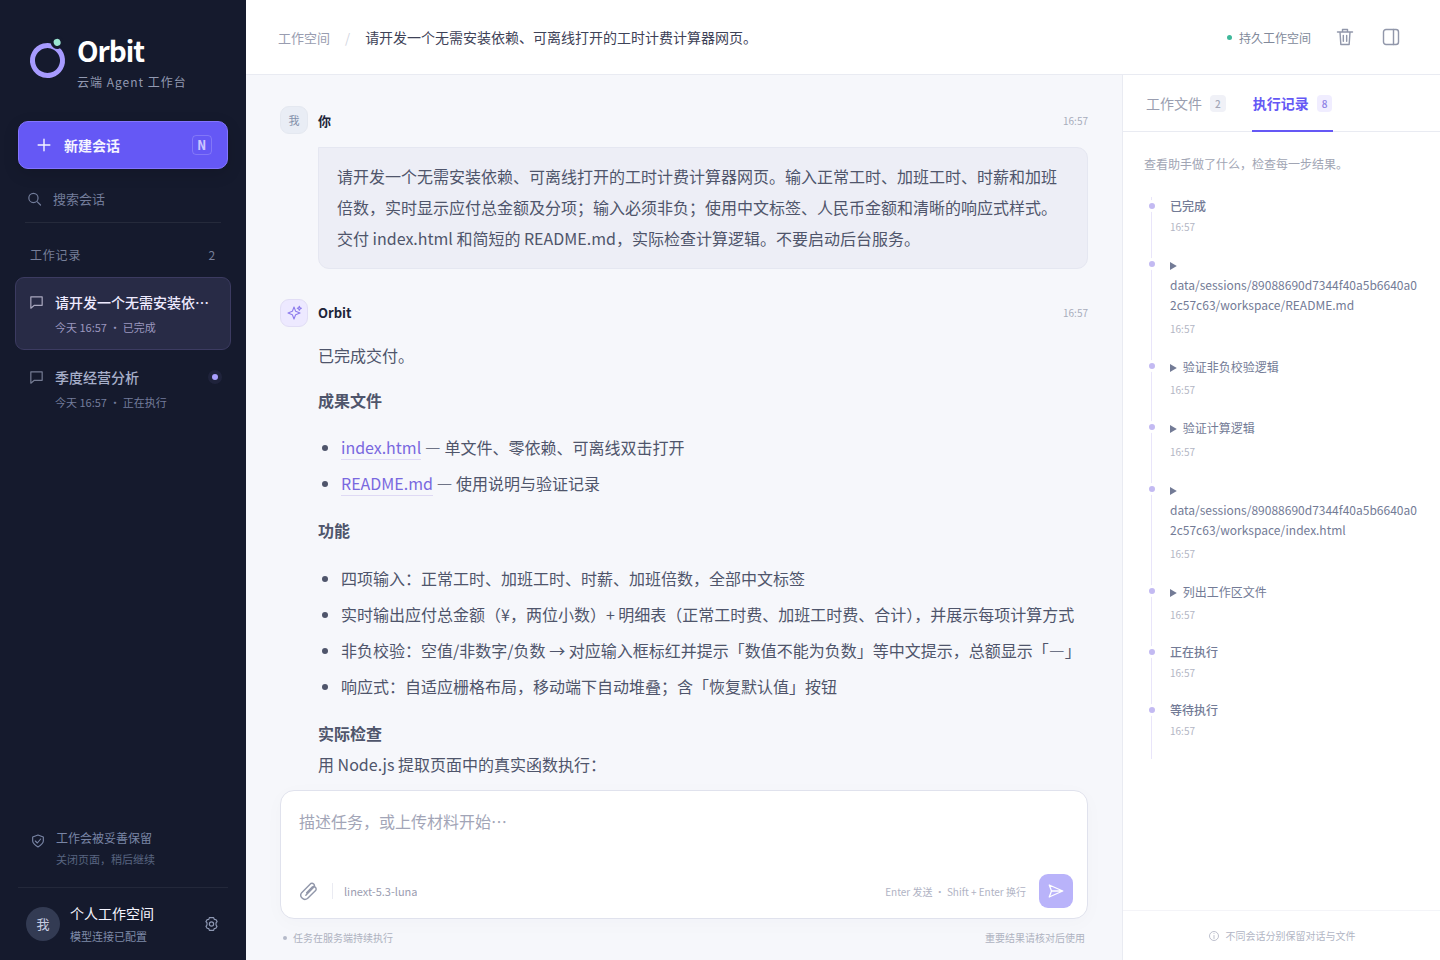 Orbit
云端 Agent 工作台
新建会话
N
搜索会话
工作记录
2
请开发一个无需安装依…
今天 16:57 · 已完成
季度经营分析
今天 16:57 · 正在执行
工作会被妥善保留
关闭页面，稍后继续
我
个人工作空间
模型连接已配置
工作空间 / 请开发一个无需安装依赖、可离线打开的工时计费计算器网页。
持久工作空间
我
你
16:57
请开发一个无需安装依赖、可离线打开的工时计费计算器网页。输入正常工时、加班工时、时薪和加班
倍数，实时显示应付总金额及分项；输入必须非负；使用中文标签、人民币金额和清晰的响应式样式。
交付 index.html 和简短的 README.md，实际检查计算逻辑。不要启动后台服务。
Orbit
16:57
已完成交付。
成果文件
index.html — 单文件、零依赖、可离线双击打开
README.md — 使用说明与验证记录
功能
四项输入：正常工时、加班工时、时薪、加班倍数，全部中文标签
实时输出应付总金额（¥，两位小数）+ 明细表（正常工时费、加班工时费、合计），并展示每项计算方式
非负校验：空值/非数字/负数 → 对应输入框标红并提示「数值不能为负数」等中文提示，总额显示「—」
响应式：自适应栅格布局，移动端下自动堆叠；含「恢复默认值」按钮
实际检查
用 Node.js 提取页面中的真实函数执行：
描述任务，或上传材料开始…
linext-5.3-luna
Enter 发送 · Shift + Enter 换行
任务在服务端持续执行
重要结果请核对后使用
工作文件 2
执行记录 8
查看助手做了什么，检查每一步结果。
已完成
16:57
data/sessions/89088690d7344f40a5b6640a0
2c57c63/workspace/README.md
16:57
验证非负校验逻辑
16:57
验证计算逻辑
16:57
data/sessions/89088690d7344f40a5b6640a0
2c57c63/workspace/index.html
16:57
列出工作区文件
16:57
正在执行
16:57
等待执行
16:57
不同会话分别保留对话与文件